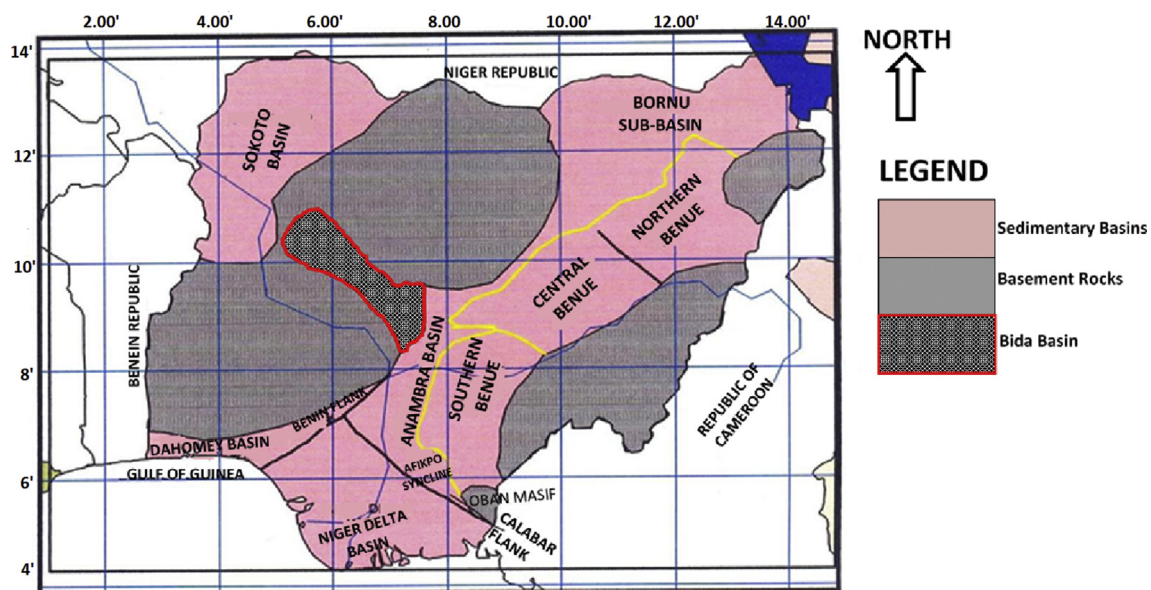 2.00'
4.00'
6.00'
8.00'
10.00'
12.00'
14.00'
14'
12'
10'
8'
6'
4'
NIGER REPUBLIC
BORNU
SUB-BASIN
SOKOTO
BASIN
NORTHERN
BENUE
CENTRAL
BENUE
BENEIN REPUBLIC
ANAMBRA BASIN
SOUTHERN
BENUE
BENIN FLANK
DAHOMEY BASIN
GULF OF GUINEA
AFIKPO
SYNCLINE
OBAN MASIF
CALABAR
FLANK
NIGER DELTA
BASIN
REPUBLIC OF
CAMEROON
NORTH
LEGEND
Sedimentary Basins
Basement Rocks
Bida Basin